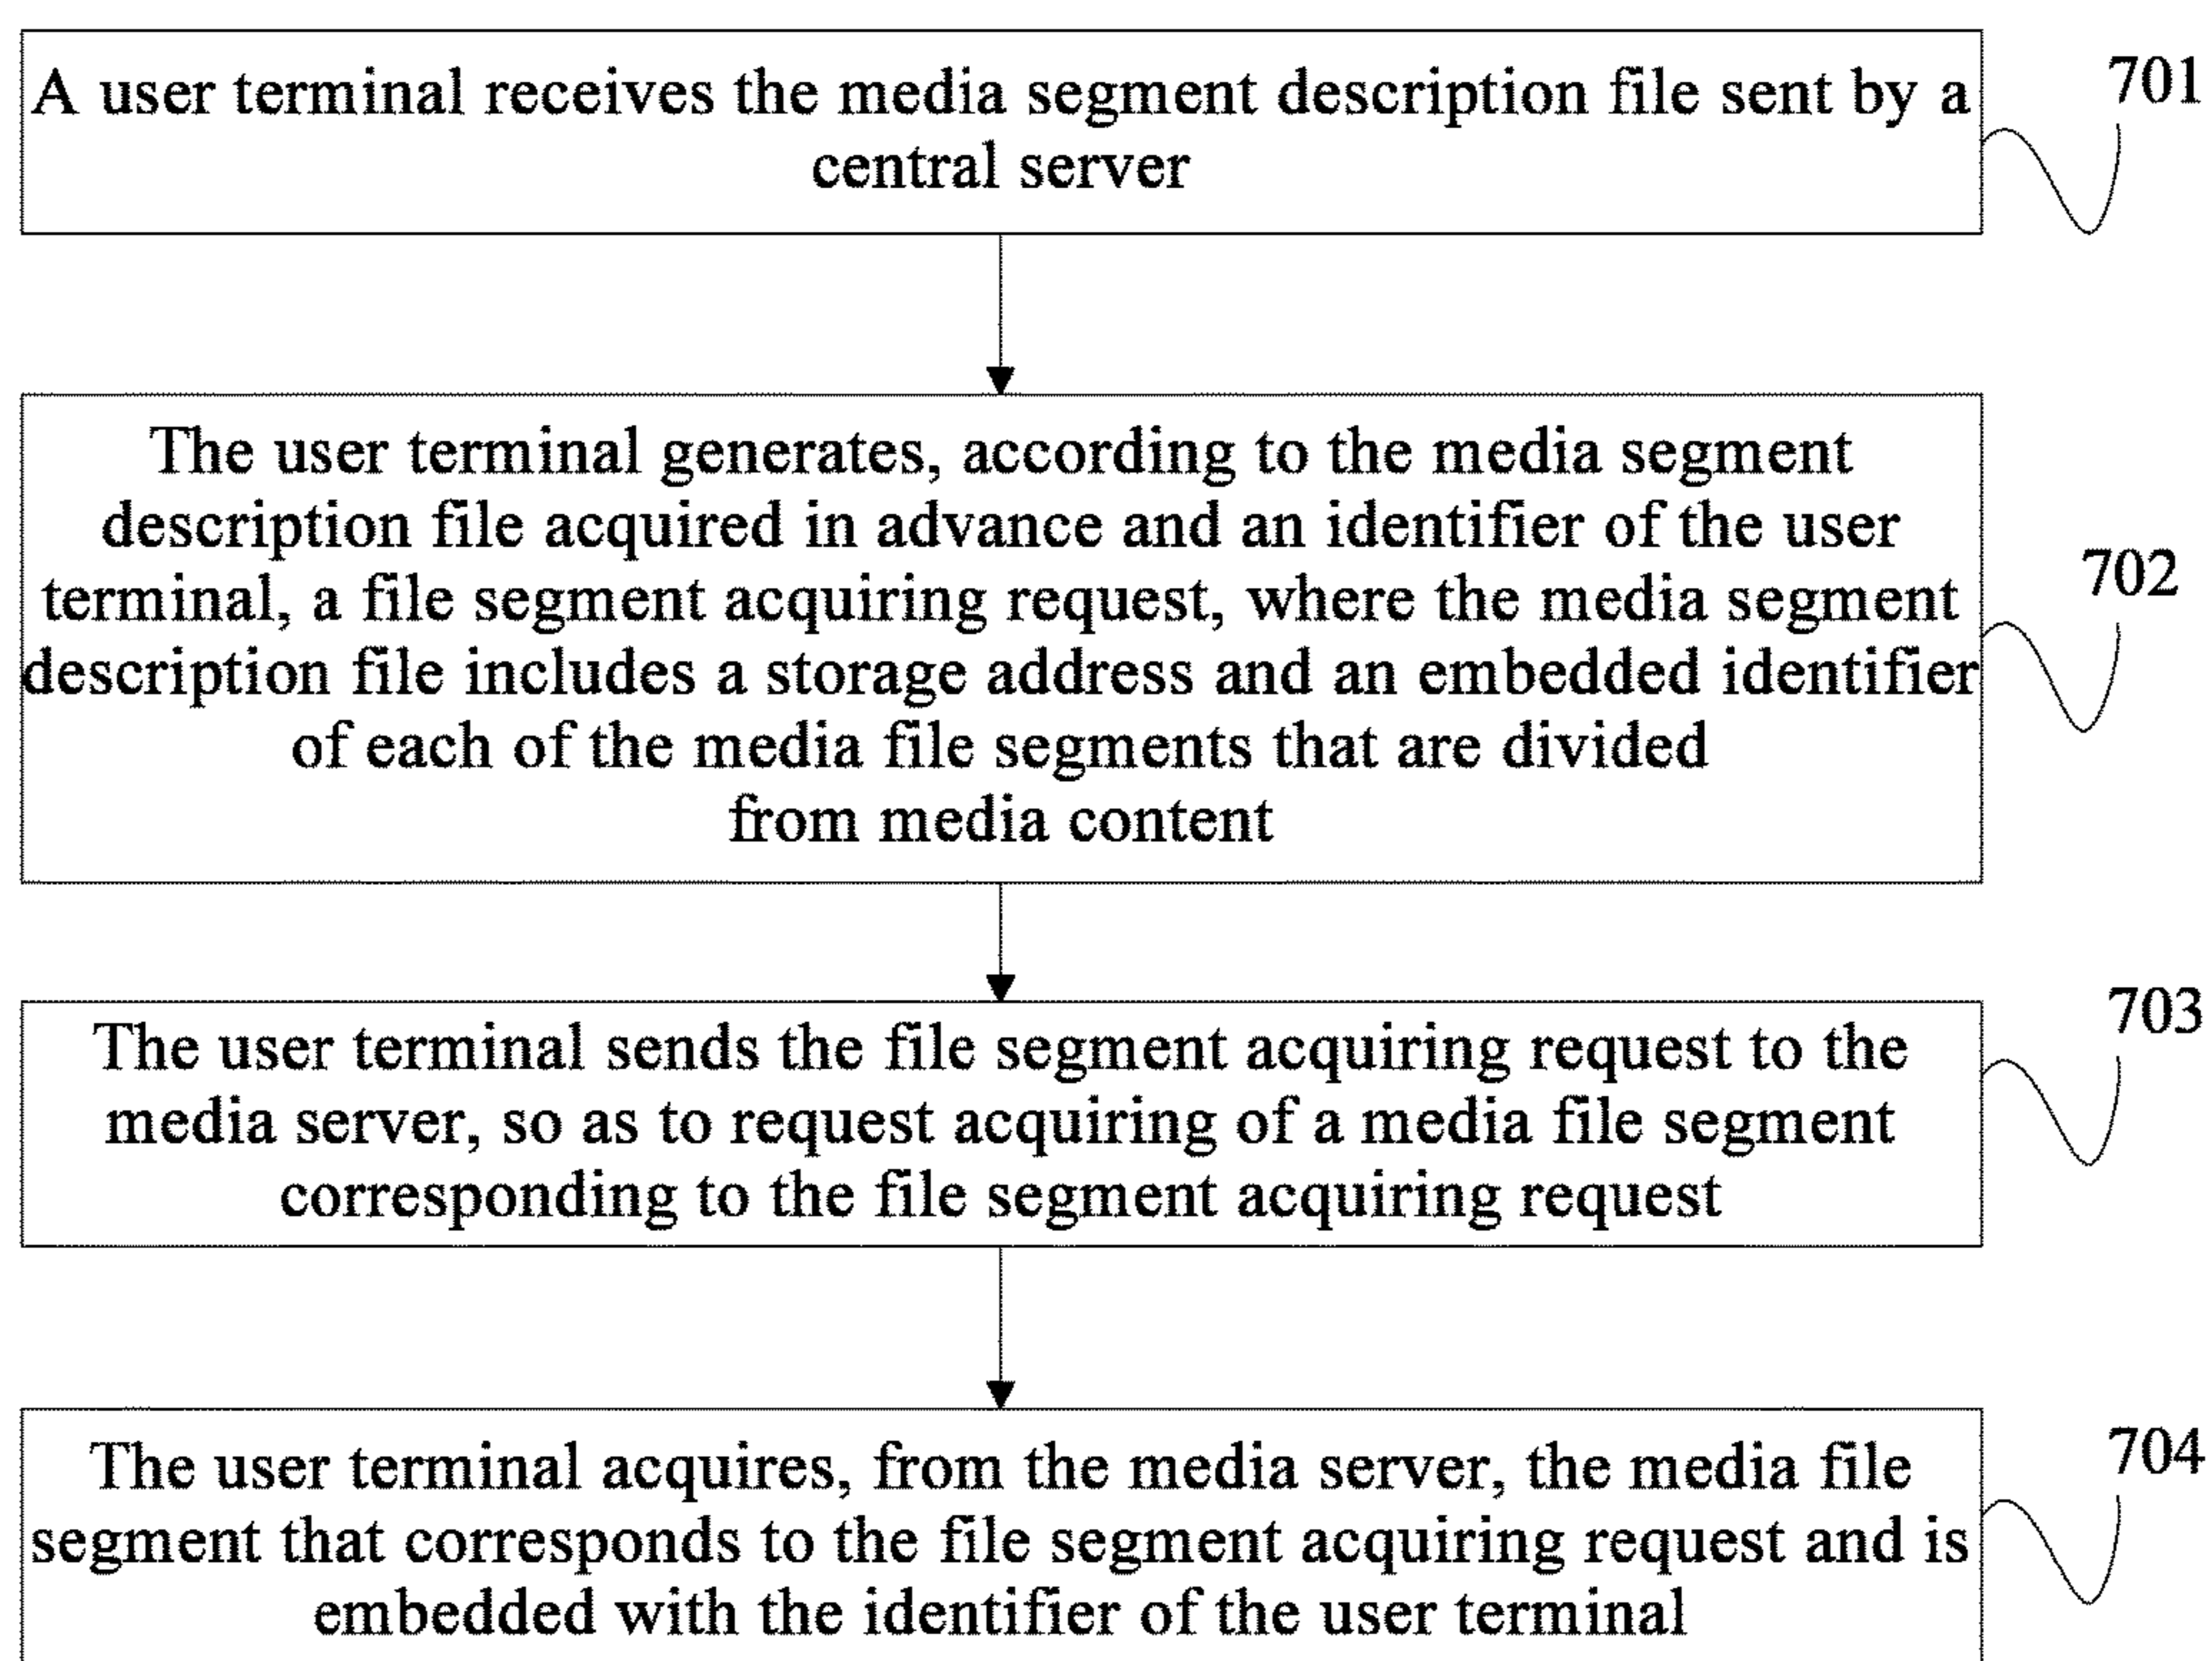 A user terminal receives the media segment description file sent by a
central server
701
The user terminal generates, according to the media segment
description file acquired in advance and an identifier of the user
terminal, a file segment acquiring request, where the media segment
description file includes a storage address and an embedded identifier
of each of the media file segments that are divided
from media content
702
The user terminal sends the file segment acquiring request to the
media server, so as to request acquiring of a media file segment
corresponding to the file segment acquiring request
703
The user terminal acquires, from the media server, the media file
segment that corresponds to the file segment acquiring request and is
embedded with the identifier of the user terminal
704